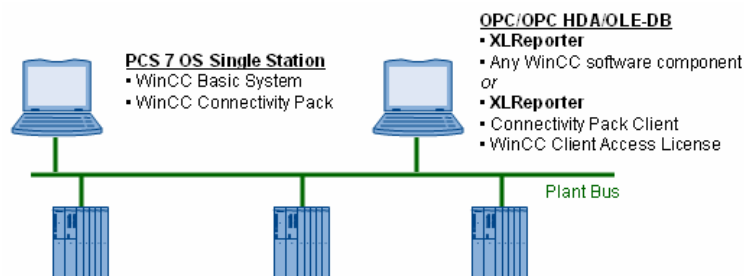 PCS 7 OS Single Station
▪ WinCC Basic System
▪ WinCC Connectivity Pack
OPC/OPC HDA/OLE-DB
▪ XLReporter
▪ Any WinCC software component
or
▪ XLReporter
▪ Connectivity Pack Client
▪ WinCC Client Access License
Plant Bus